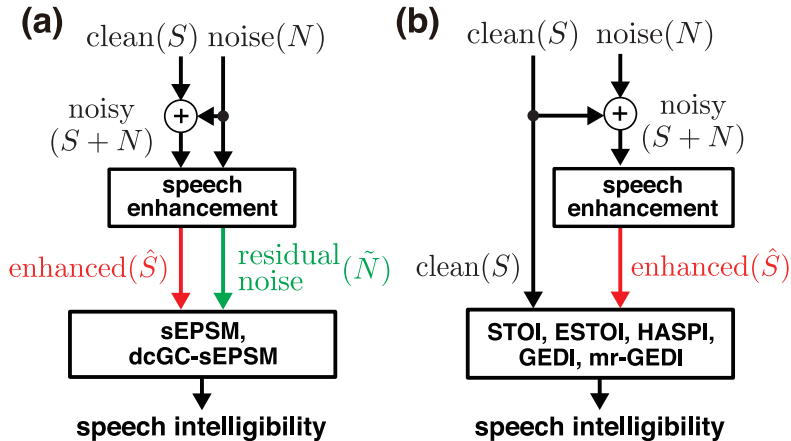 (a)
clean(S) noise(N)
noisy
(S + N)
+
speech
enhancement
enhanced(Ŝ)
residual
noise
(Ñ)
sEPSM,
dcGC-sEPSM
speech intelligibility
(b)
clean(S)
noise(N)
+
noisy
(S + N)
speech
enhancement
clean(S)
enhanced(Ŝ)
STOI, ESTOI, HASPI,
GEDI, mr-GEDI
speech intelligibility